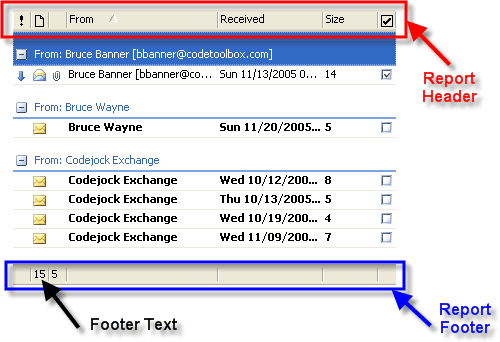 ! From Received Size
From: Bruce Banner [bbanner@codetoolbox.com]
Bruce Banner [bbanner@co... Sun 11/13/2005 0... 14
From: Bruce Wayne
Bruce Wayne Sun 11/20/2005... 5
From: Codejock Exchange
Codejock Exchange Wed 10/12/200... 8
Codejock Exchange Thu 10/13/2005... 5
Codejock Exchange Wed 10/19/200... 4
Codejock Exchange Wed 11/09/200... 7
15 5
Report
Header
Footer Text
Report
Footer